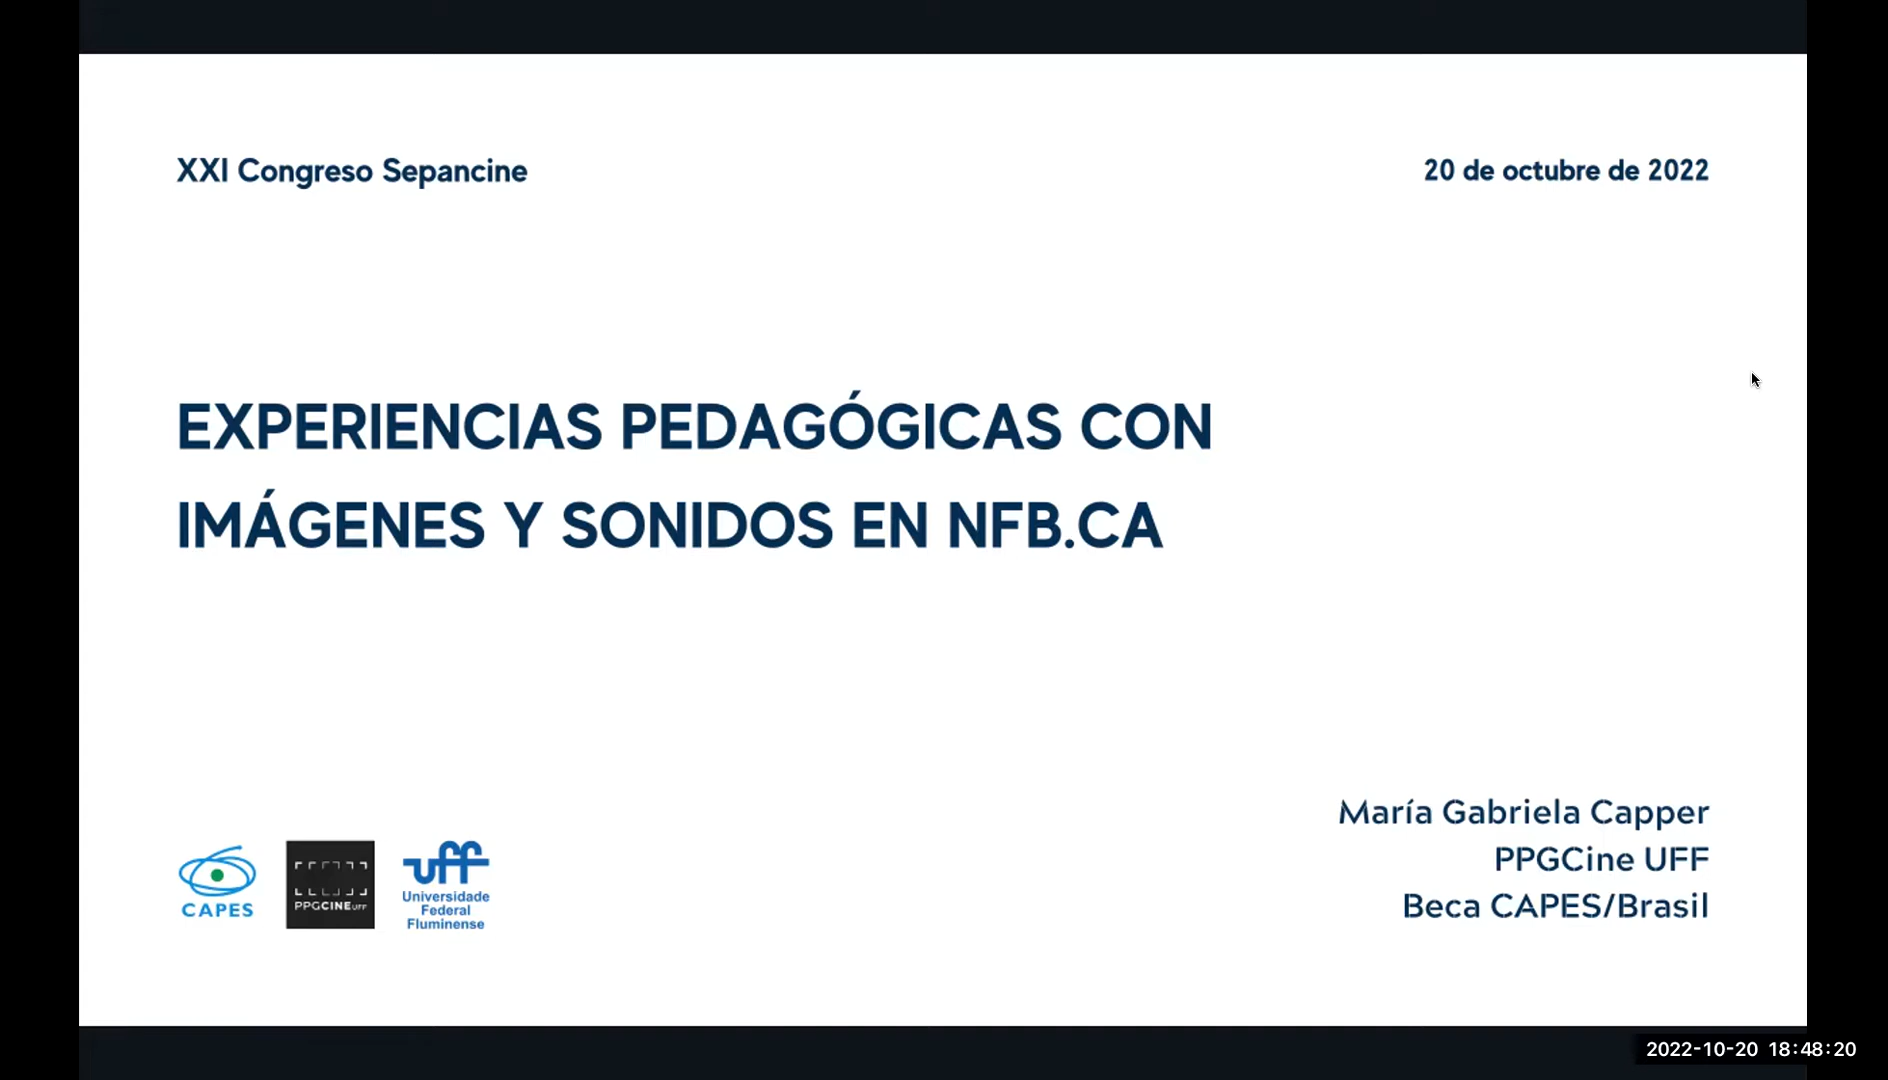 XXI Congreso Sepancine
20 de octubre de 2022
EXPERIENCIAS PEDAGÓGICAS CON
IMÁGENES Y SONIDOS EN NFB.CA
María Gabriela Capper
PPGCine UFF
Beca CAPES/Brasil
CAPES
PPGCINEUFF
uff
Universidade
Federal
Fluminense
2022-10-20 18:48:20